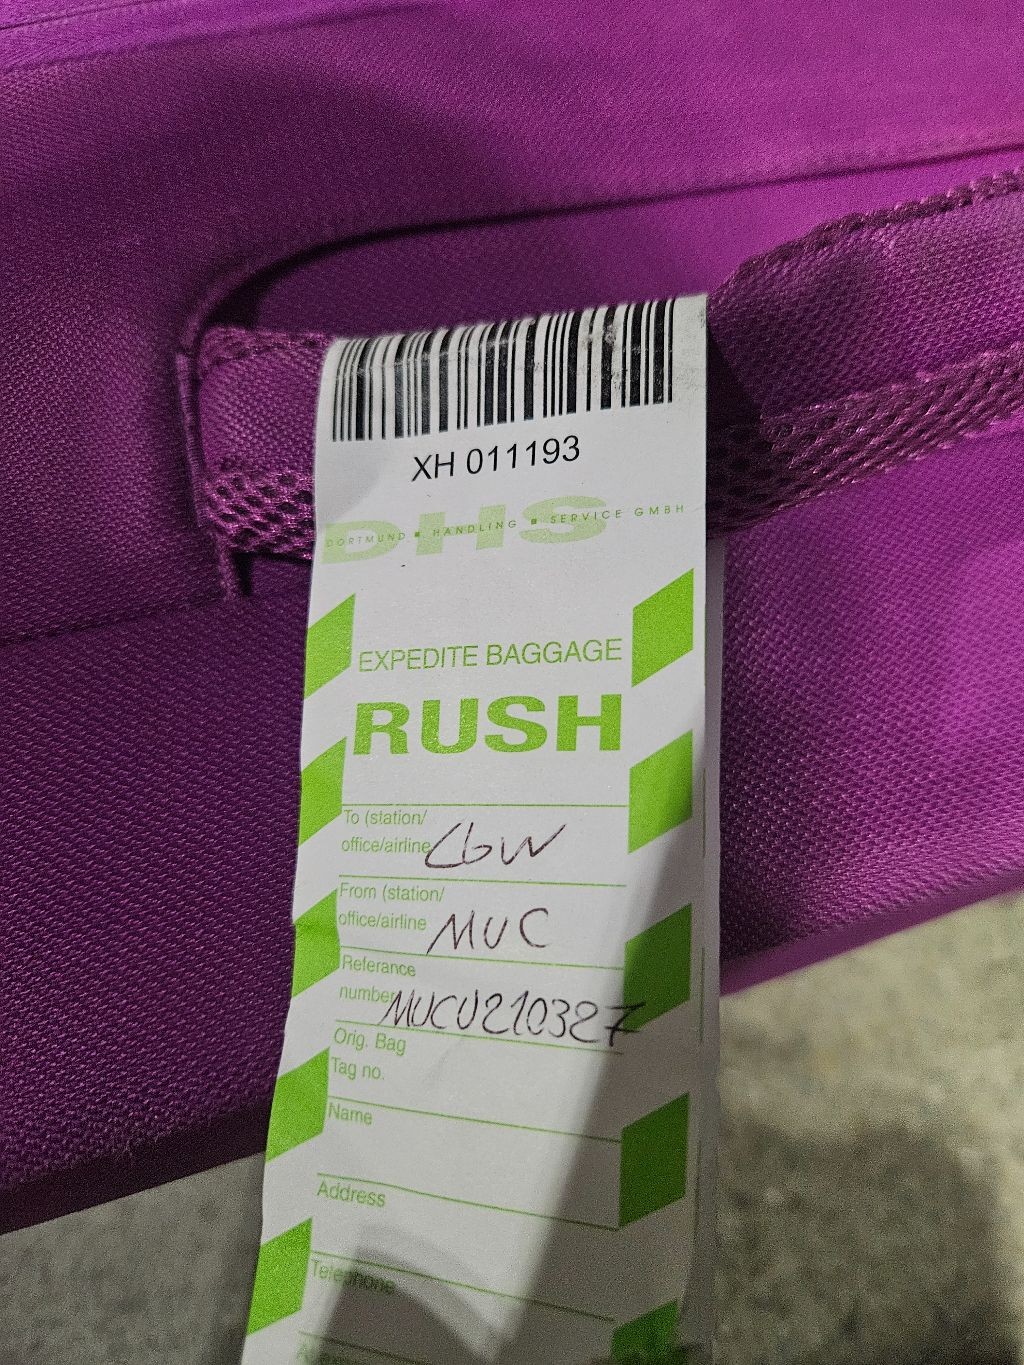 XH 011193
DHS
DORTMUND ■ HANDLING ■ SERVICE GMBH
EXPEDITE BAGGAGE
RUSH
To (station/
office/airline LGW
From (station/
office/airline MUC
Referance
number MUCU210327
Orig. Bag
Tag no.
Name
Address
Telephone